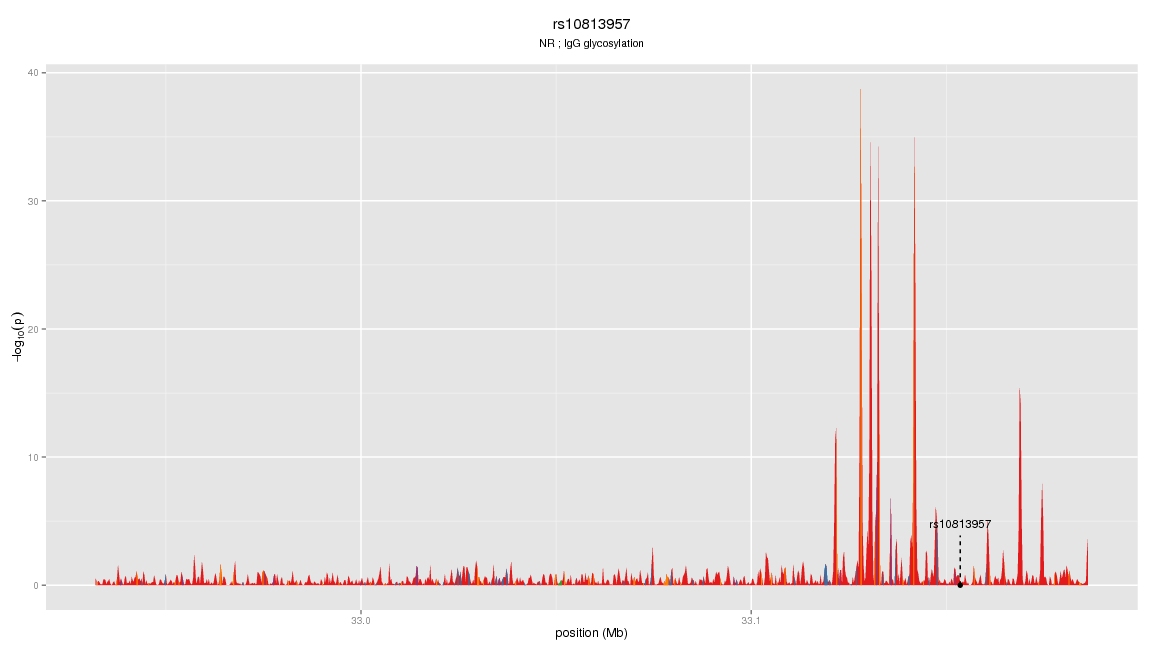 rs10813957
NR ; IgG glycosylation
40
30
20
10
0
−log10(p)
rs10813957
33.0
33.1
position (Mb)